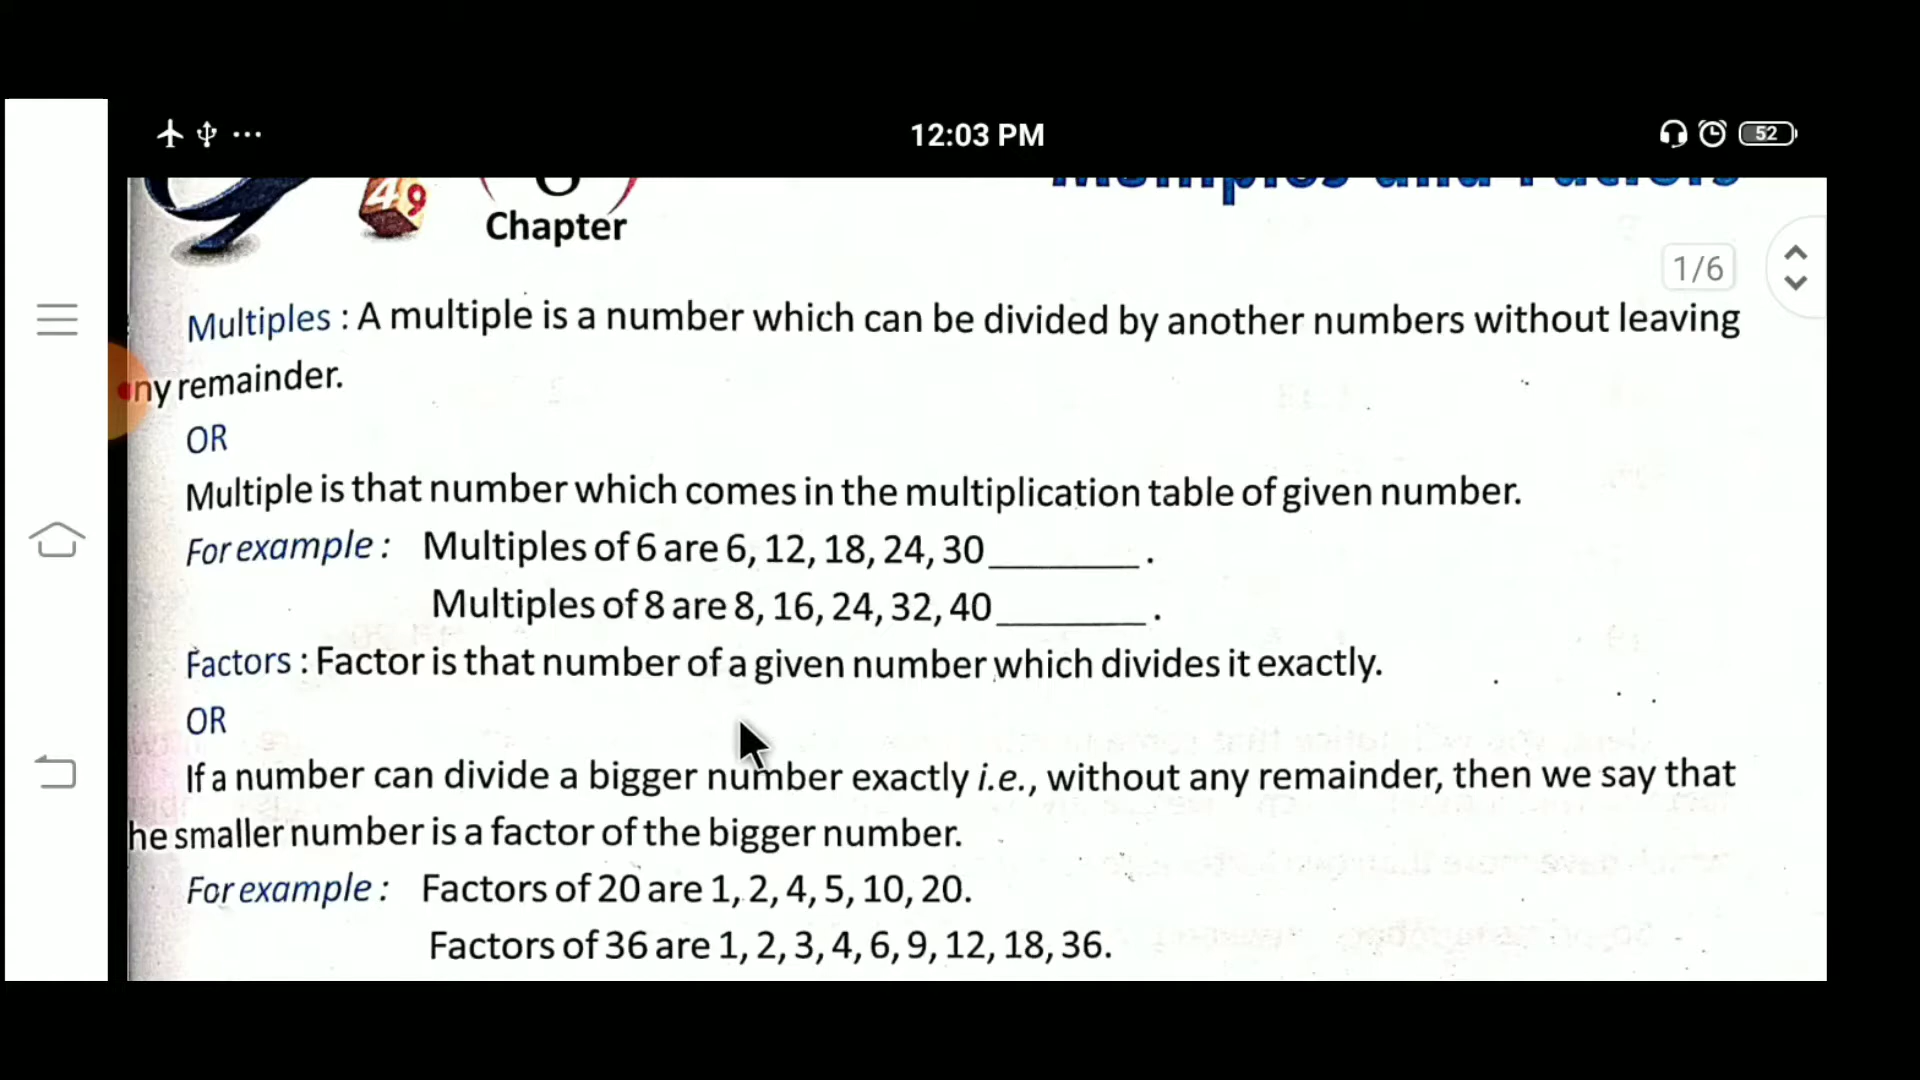 12:03 PM
52
49
Multiples and Factors
Chapter
1/6
Multiples : A multiple is a number which can be divided by another numbers without leaving
ny remainder.
OR
Multiple is that number which comes in the multiplication table of given number.
For example : Multiples of 6 are 6, 12, 18, 24, 30________.
Multiples of 8 are 8, 16, 24, 32, 40________.
Factors : Factor is that number of a given number which divides it exactly.
OR
If a number can divide a bigger number exactly i.e., without any remainder, then we say that
he smaller number is a factor of the bigger number.
For example : Factors of 20 are 1, 2, 4, 5, 10, 20.
Factors of 36 are 1, 2, 3, 4, 6, 9, 12, 18, 36.